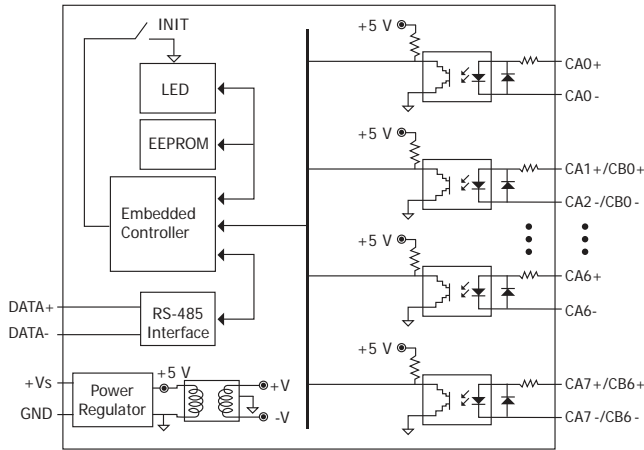 INIT
LED
EEPROM
Embedded
Controller
DATA+
DATA-
RS-485
Interface
+Vs
GND
Power
Regulator
+5 V
+V
-V
+5 V
CA0+
CA0-
+5 V
CA1+/CB0+
CA2-/CB0-
+5 V
CA6+
CA6-
+5 V
CA7+/CB6+
CA7-/CB6-